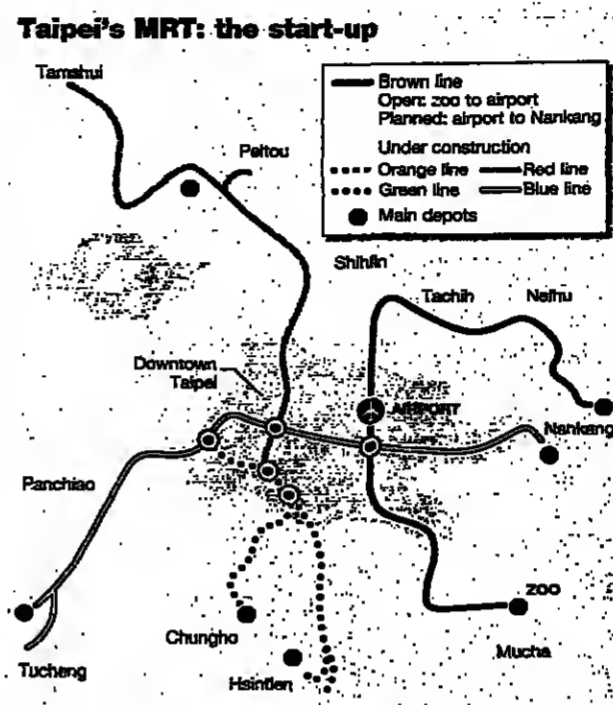 Taipei's MRT: the start-up
Tamshui
Brown line
Open: zoo to airport
Planned: airport to Nankang
Under construction
Orange line
Red line
Green line
Blue line
Main depots
Peitou
Shihlin
Tachih
Neihu
Downtown
Taipei
AIRPORT
Nankang
Panchiao
ZOO
Chungho
Mucha
Tucheng
Hsintien